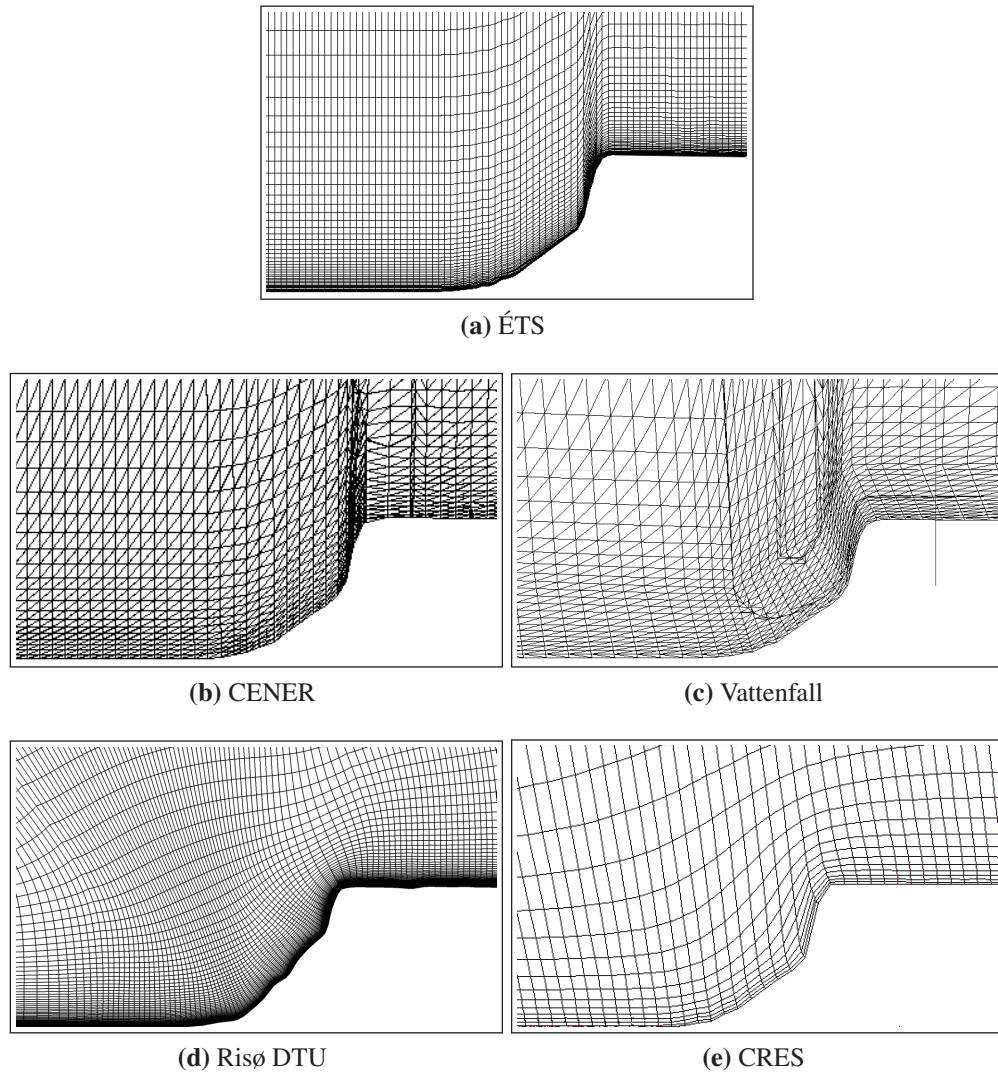 (a) ÉTS
(b) CENER
(c) Vattenfall
(d) Risø DTU
(e) CRES